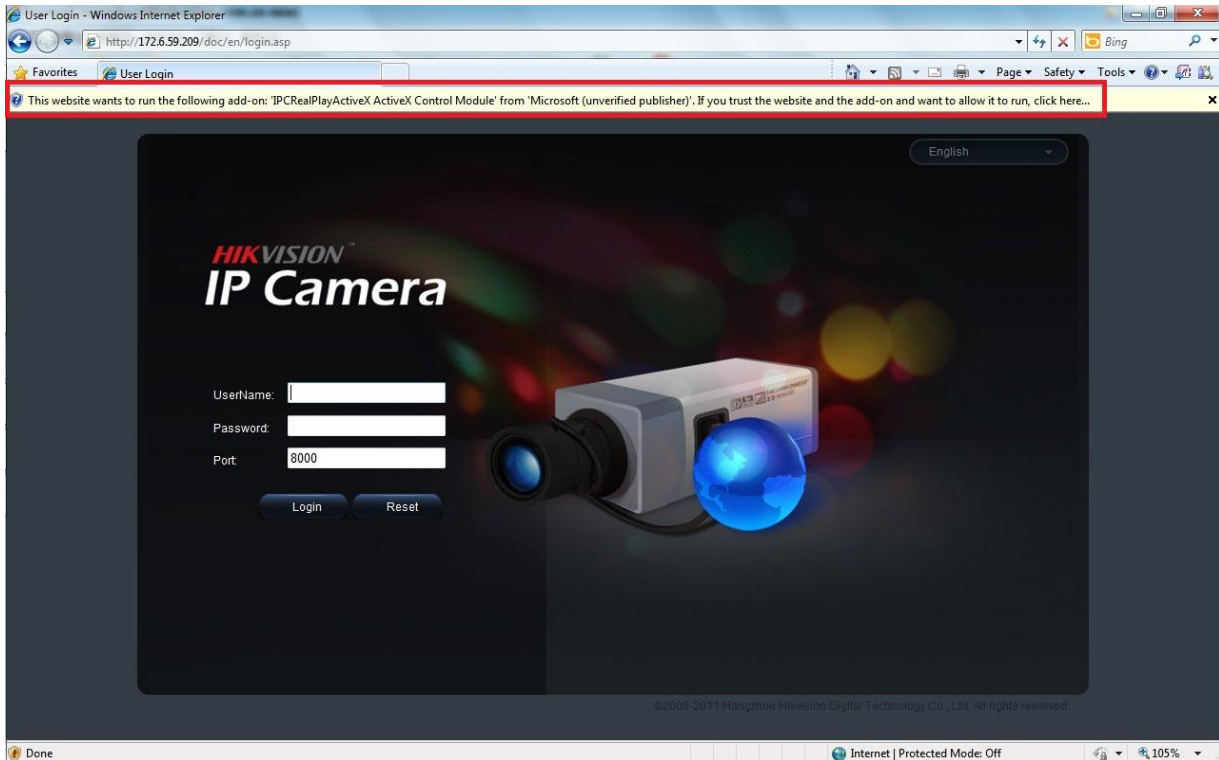 User Login - Windows Internet Explorer
http://172.6.59.209/doc/en/login.asp
Bing
Favorites
User Login
Page Safety Tools
This website wants to run the following add-on: 'IPCRealPlayActiveX ActiveX Control Module' from 'Microsoft (unverified publisher)'. If you trust the website and the add-on and want to allow it to run, click here...
English
HIKVISION™
IP Camera
UserName:
Password:
Port: 8000
Login Reset
©2008-2011 Hangzhou Hikvision Digital Technology Co., Ltd. All rights reserved.
Done
Internet | Protected Mode: Off
105%